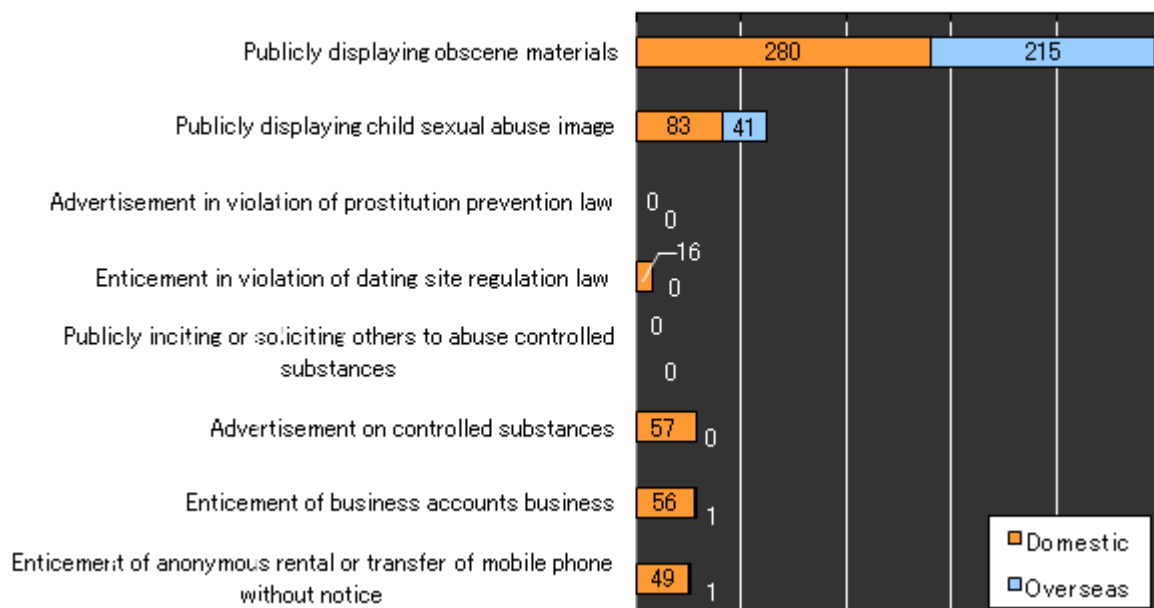 Publicly displaying obscene materials
280
215
Publicly displaying child sexual abuse image
83
41
Advertisement in violation of prostitution prevention law
0
0
Enticement in violation of dating site regulation law
16
0
Publicly inciting or soliciting others to abuse controlled
substances
0
0
Advertisement on controlled substances
57
0
Enticement of business accounts business
56
1
Enticement of anonymous rental or transfer of mobile phone
without notice
49
1
Domestic
Overseas